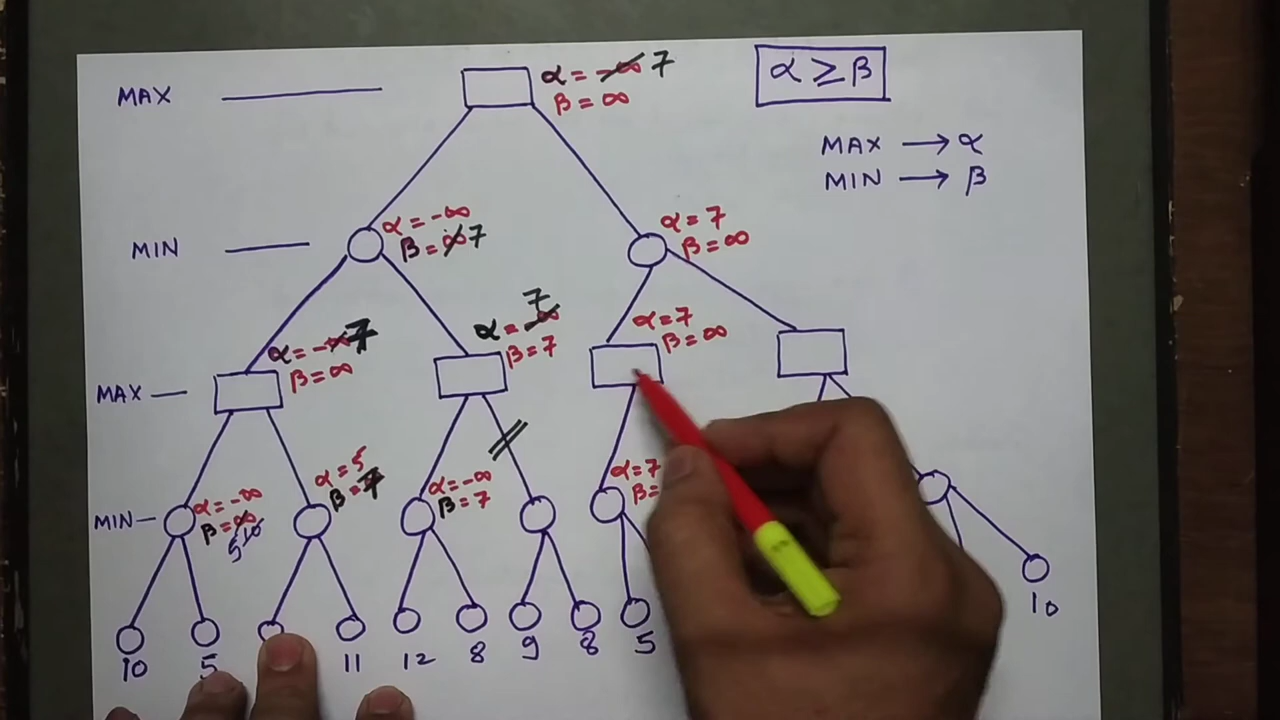 MAX
α = -∞ 7
β = ∞
α ≥ β
MAX → α
MIN → β
MIN
α = -∞
β = ∞ 7
α = 7
β = ∞
MAX
α = -∞ 7
β = ∞
α = -∞ 7
β = 7
α = 7
β = ∞
MIN
α = -∞
β = ∞ 10 5
α = 5
β = 7
α = -∞
β = 7
α = 7
β =
10 5 11 12 8 9 8 5 10